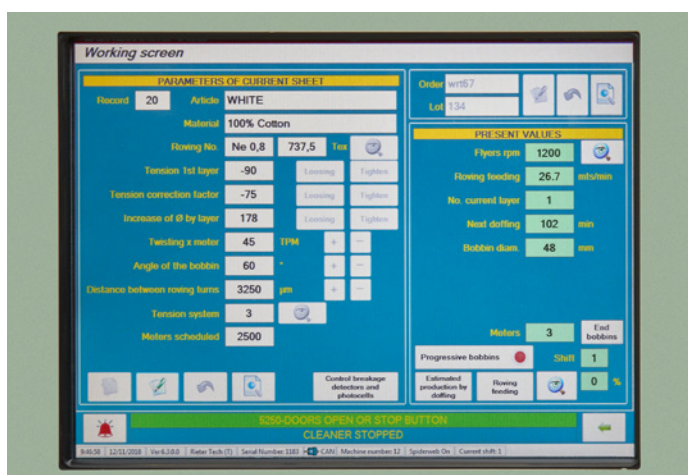 Working screen
PARAMETERS OF CURRENT SHEET
Record 20 Article WHITE
Material 100% Cotton
Roving No. Ne 0,8 737,5 Tex
Tension 1st layer -90 Loosing Tighten
Tension correction factor -75 Loosing Tighten
Increase of Ø by layer 178 Loosing Tighten
Twisting x meter 45 TPM + -
Angle of the bobbin 60 ° + -
Distance between roving turns 3250 µm + -
Tension system 3
Meters scheduled 2500
Control breakage
detectors and
photocells
Order wrt67
Lot 134
PRESENT VALUES
Flyers rpm 1200
Roving feeding 26.7 mts/min
No. current layer 1
Next doffing 102 min
Bobbin diam. 48 mm
Meters 3 End
bobbins
Progressive bobbins Shift 1
Estimated
production by
doffing
Roving
feeding
0 %
5250-DOORS OPEN OR STOP
BUTTON
CLEANER STOPPED
9:46:58 12/11/2018 Ver 6.3.0.0 Rieter Tech (T) Serial Number: 1183 CAN Machine number: 12 Spiderweb: On Current shift: 1